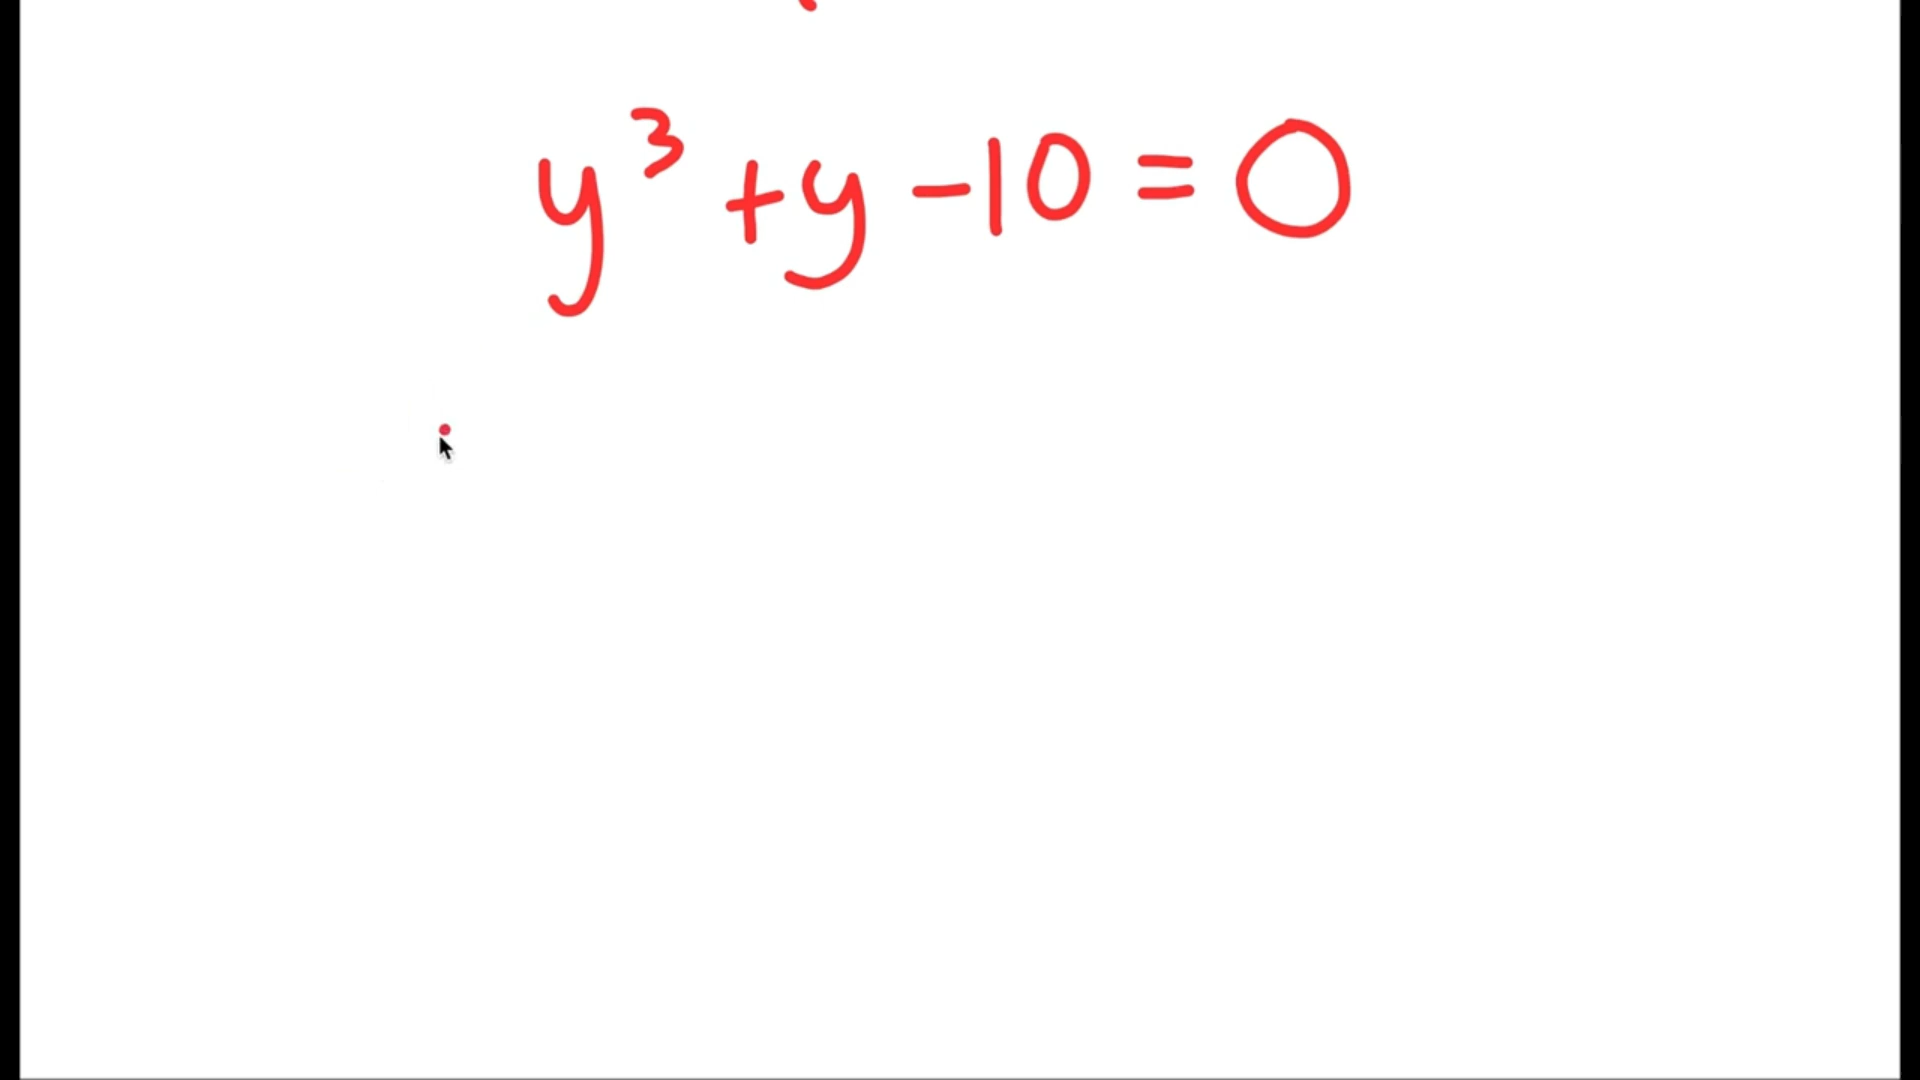 y³ + y - 10 = 0